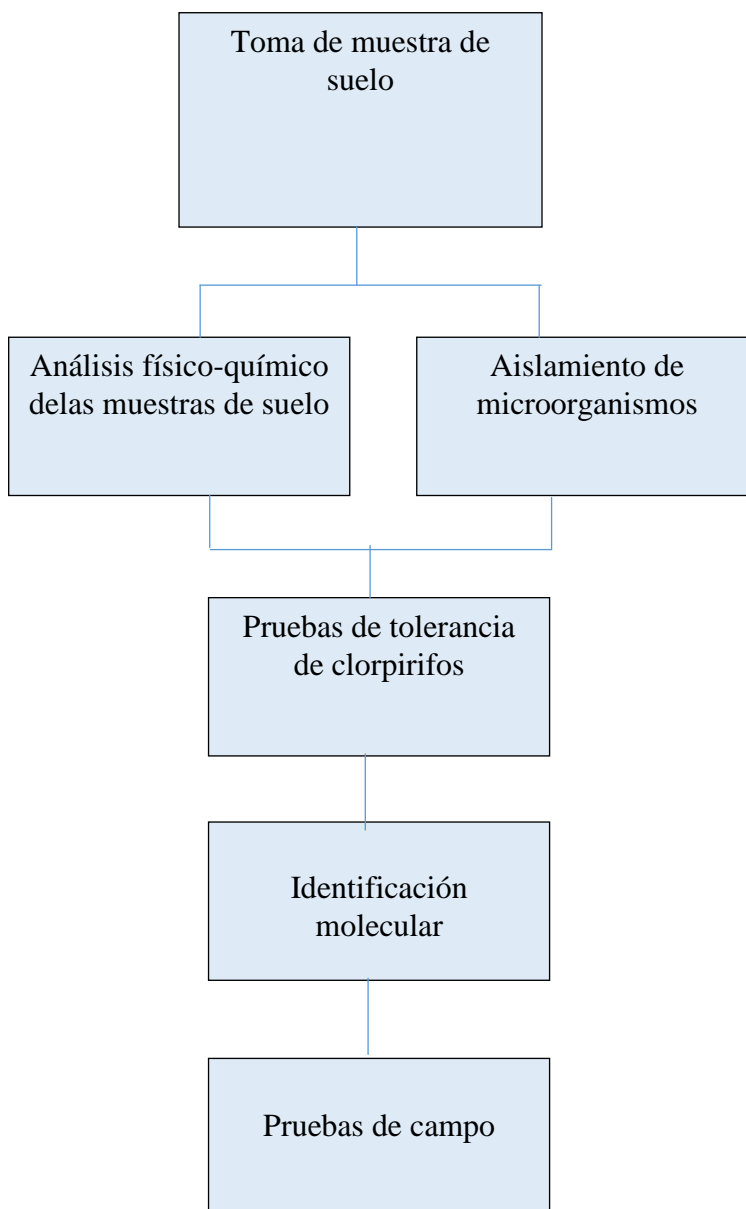 Toma de muestra de
suelo
Análisis físico-químico
delas muestras de suelo
Aislamiento de
microorganismos
Pruebas de tolerancia
de clorpirifos
Identificación
molecular
Pruebas de campo